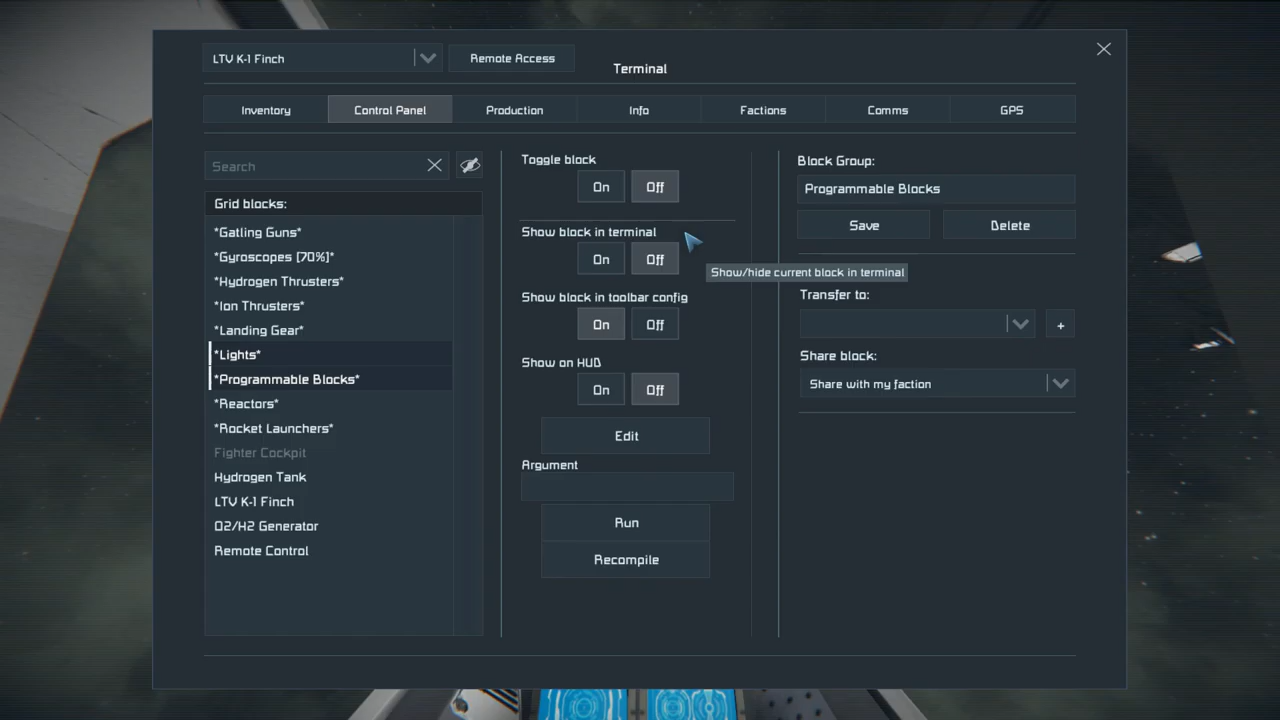 LTV K-1 Finch
Remote Access
Terminal
Inventory
Control Panel
Production
Info
Factions
Comms
GPS
Search
Grid blocks:
*Gatling Guns*
*Gyroscopes [70%]*
*Hydrogen Thrusters*
*Ion Thrusters*
*Landing Gear*
*Lights*
*Programmable Blocks*
*Reactors*
*Rocket Launchers*
Fighter Cockpit
Hydrogen Tank
LTV K-1 Finch
O2/H2 Generator
Remote Control
Toggle block
On Off
Show block in terminal
On Off
Show block in toolbar config
On Off
Show on HUD
On Off
Edit
Argument
Run
Recompile
Block Group:
Programmable Blocks
Save Delete
Show/hide current block in terminal
Transfer to:
+
Share block:
Share with my faction